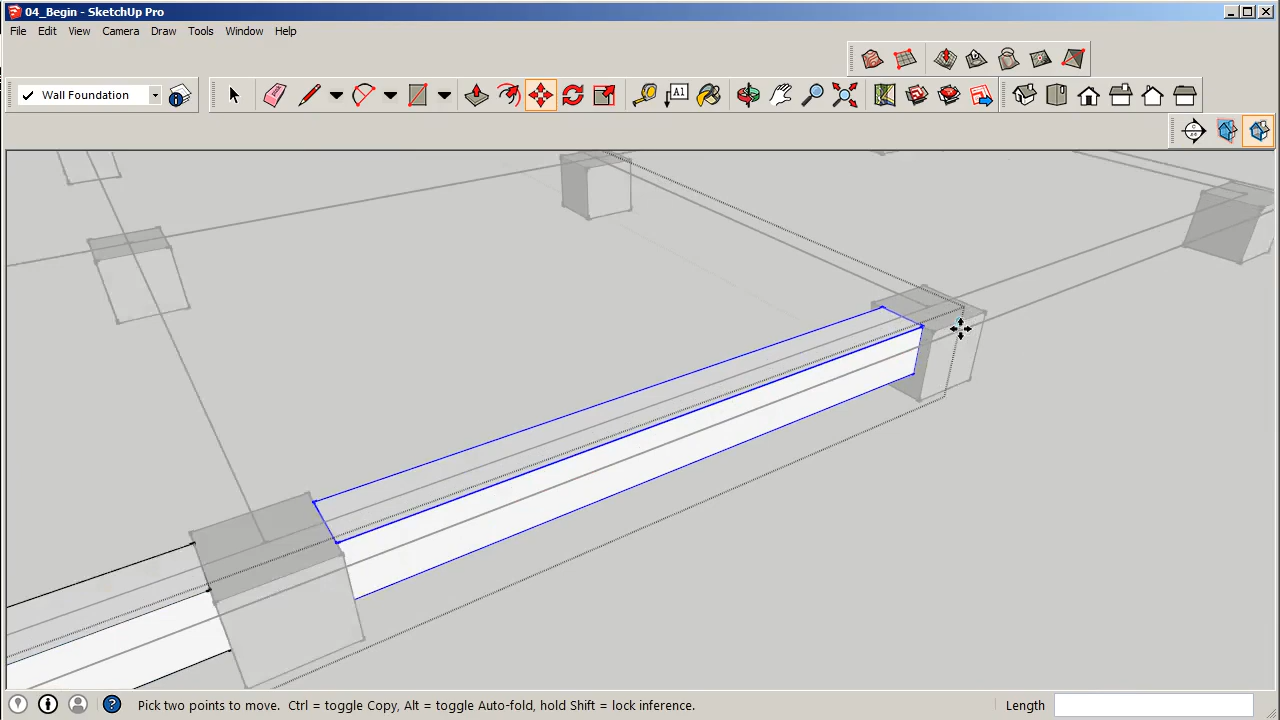 04_Begin - SketchUp Pro
File Edit View Camera Draw Tools Window Help
Wall Foundation
A1
Pick two points to move. Ctrl = toggle Copy, Alt = toggle Auto-fold, hold Shift = lock inference.
Length